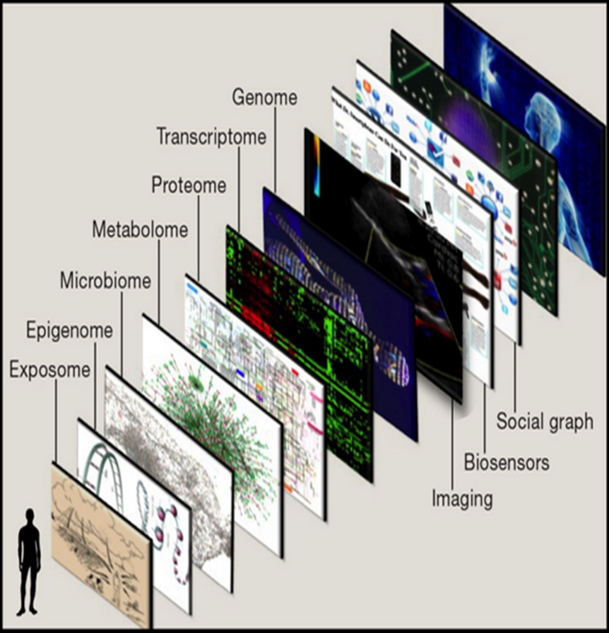 Genome
Transcriptome
Proteome
Metabolome
Microbiome
Epigenome
Exposome
Social graph
Biosensors
Imaging